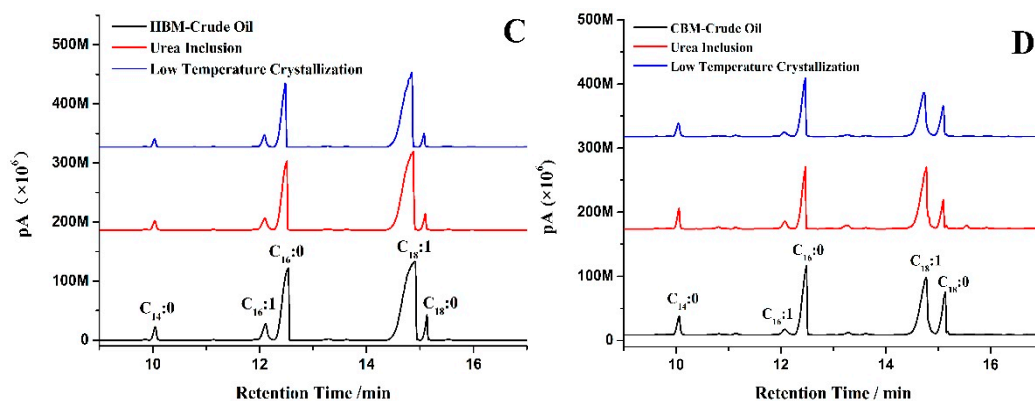 C
HBM-Crude Oil
Urea Inclusion
Low Temperature Crystallization
500M
400M
300M
200M
100M
0
pA (×10⁶)
C₁₄:0
C₁₆:1
C₁₆:0
C₁₈:1
C₁₈:0
10 12 14 16
Retention Time /min
D
CBM-Crude Oil
Urea Inclusion
Low Temperature Crystallization
500M
400M
300M
200M
100M
0
pA (×10⁶)
C₁₄:0
C₁₆:1
C₁₆:0
C₁₈:1
C₁₈:0
10 12 14 16
Retention Time / min